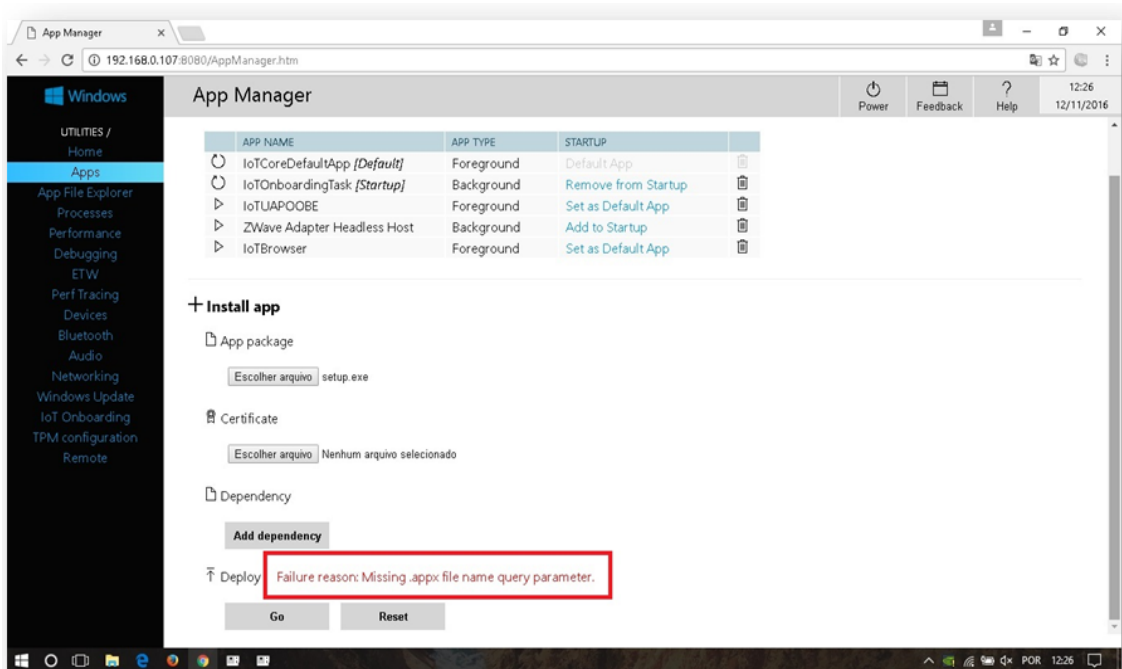 App Manager
192.168.0.107:8080/AppManager.htm
Windows
App Manager
Power
Feedback
Help
12:26
12/11/2016
UTILITIES /
Home
Apps
App File Explorer
Processes
Performance
Debugging
ETW
Perf Tracing
Devices
Bluetooth
Audio
Networking
Windows Update
IoT Onboarding
TPM configuration
Remote
APP NAME APP TYPE STARTUP
IoTCoreDefaultApp [Default] Foreground Default App
IoTOnboardingTask [Startup] Background Remove from Startup
IoTUAPOOBE Foreground Set as Default App
ZWave Adapter Headless Host Background Add to Startup
IoTBrowser Foreground Set as Default App
Install app
App package
Escolher arquivo setup.exe
Certificate
Escolher arquivo Nenhum arquivo selecionado
Dependency
Add dependency
Deploy Failure reason: Missing .appx file name query parameter.
Go Reset
POR 12:26